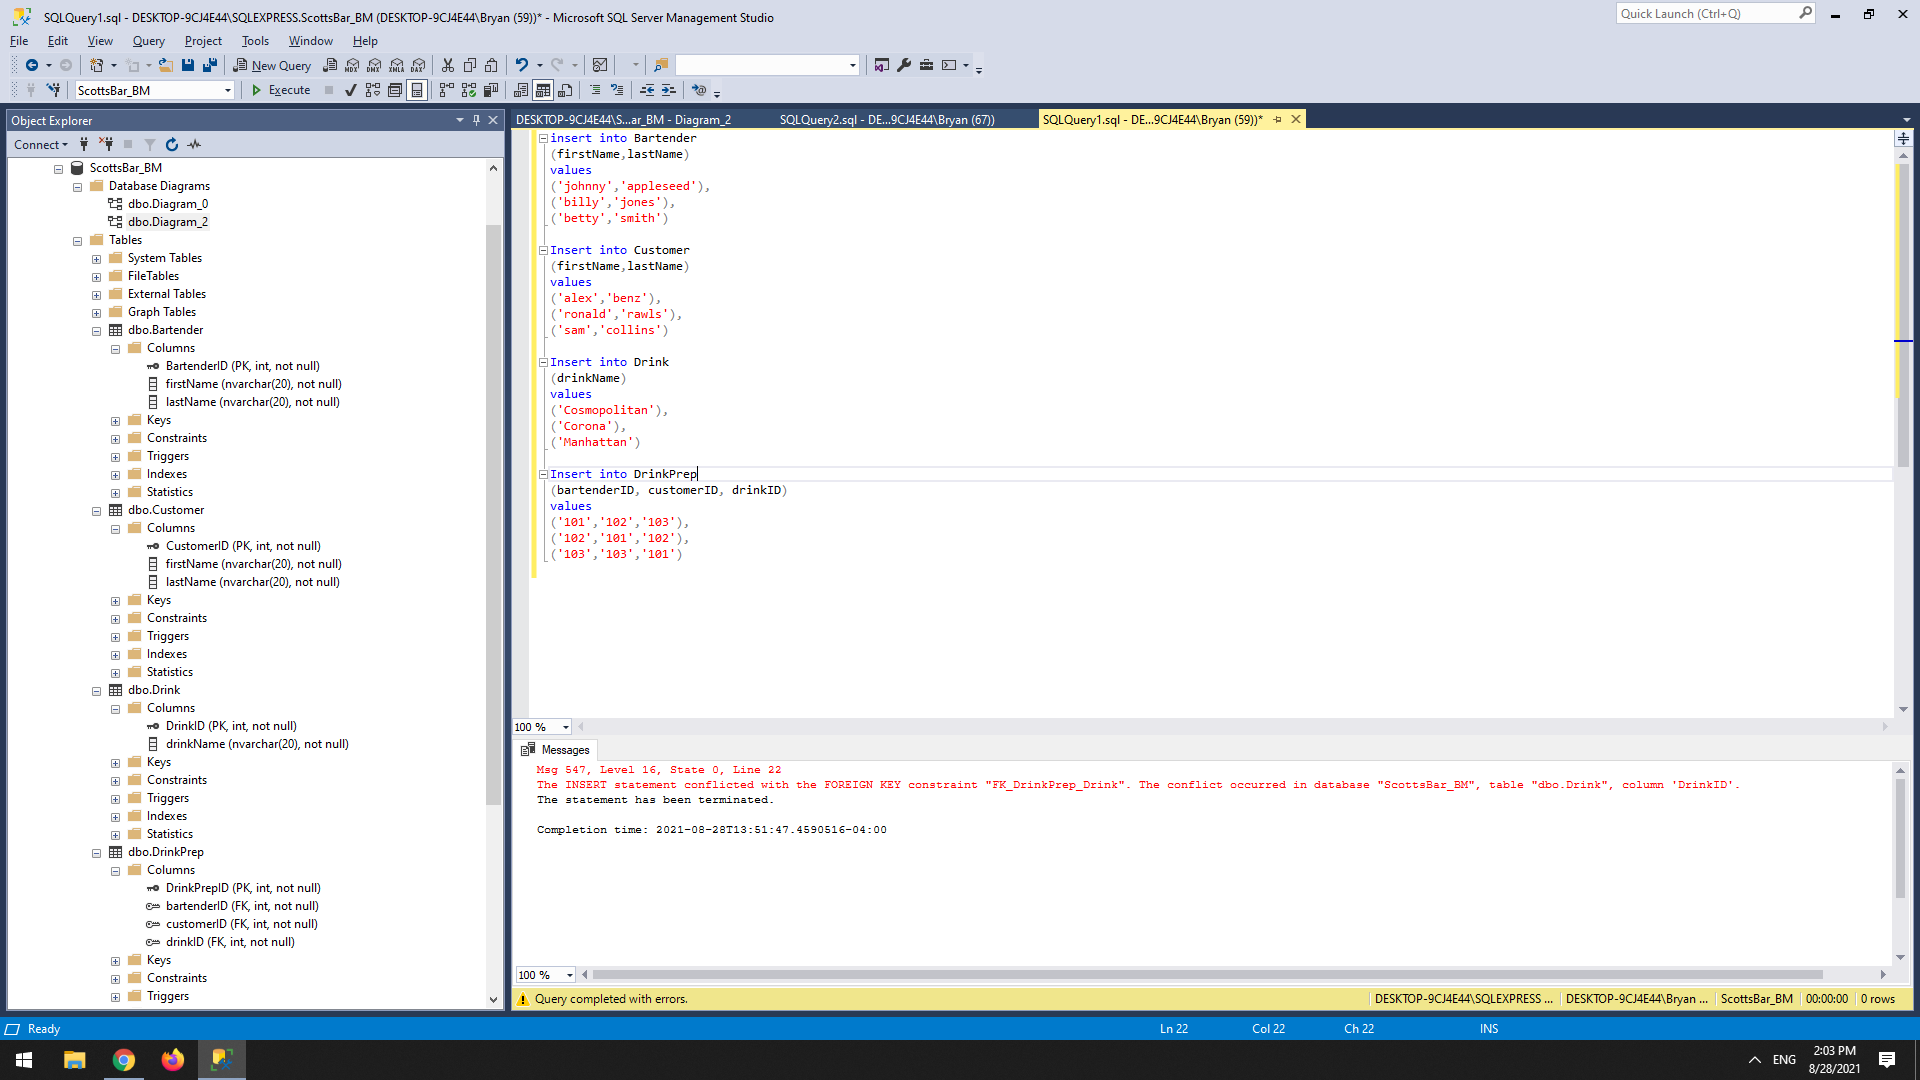 SQLQuery1.sql - DESKTOP-9CJ4E44\SQLEXPRESS.ScottsBar_BM (DESKTOP-9CJ4E44\Bryan (59))* - Microsoft SQL Server Management Studio
Quick Launch (Ctrl+Q)
File Edit View Query Project Tools Window Help
New Query MDX DMX XMLA DAX
ScottsBar_BM Execute
Object Explorer
Connect
ScottsBar_BM
Database Diagrams
dbo.Diagram_0
dbo.Diagram_2
Tables
System Tables
FileTables
External Tables
Graph Tables
dbo.Bartender
Columns
BartenderID (PK, int, not null)
firstName (nvarchar(20), not null)
lastName (nvarchar(20), not null)
Keys
Constraints
Triggers
Indexes
Statistics
dbo.Customer
Columns
CustomerID (PK, int, not null)
firstName (nvarchar(20), not null)
lastName (nvarchar(20), not null)
Keys
Constraints
Triggers
Indexes
Statistics
dbo.Drink
Columns
DrinkID (PK, int, not null)
drinkName (nvarchar(20), not null)
Keys
Constraints
Triggers
Indexes
Statistics
dbo.DrinkPrep
Columns
DrinkPrepID (PK, int, not null)
bartenderID (FK, int, not null)
customerID (FK, int, not null)
drinkID (FK, int, not null)
Keys
Constraints
Triggers
DESKTOP-9CJ4E44\S...ar_BM - Diagram_2 SQLQuery2.sql - DE...9CJ4E44\Bryan (67)) SQLQuery1.sql - DE...9CJ4E44\Bryan (59))*
insert into Bartender
(firstName,lastName)
values
('johnny','appleseed'),
('billy','jones'),
('betty','smith')
Insert into Customer
(firstName,lastName)
values
('alex','benz'),
('ronald','rawls'),
('sam','collins')
Insert into Drink
(drinkName)
values
('Cosmopolitan'),
('Corona'),
('Manhattan')
Insert into DrinkPrep
(bartenderID, customerID, drinkID)
values
('101','102','103'),
('102','101','102'),
('103','103','101')
100 %
Messages
Msg 547, Level 16, State 0, Line 22
The INSERT statement conflicted with the FOREIGN KEY constraint "FK_DrinkPrep_Drink". The conflict occurred in database "ScottsBar_BM", table "dbo.Drink", column 'DrinkID'.
The statement has been terminated.
Completion time: 2021-08-28T13:51:47.4590516-04:00
100 %
Query completed with errors. DESKTOP-9CJ4E44\SQLEXPRESS ... DESKTOP-9CJ4E44\Bryan ... ScottsBar_BM 00:00:00 0 rows
Ready Ln 22 Col 22 Ch 22 INS
ENG
2:03 PM
8/28/2021